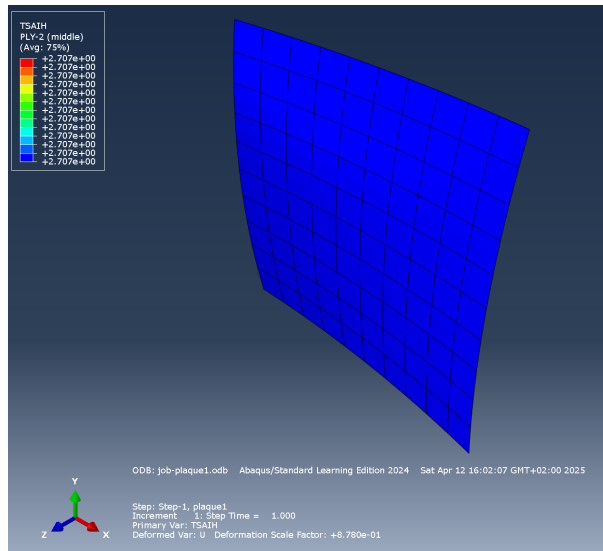 TSAIH
PLY-2 (middle)
(Avg: 75%)
+2.707e+00
+2.707e+00
+2.707e+00
+2.707e+00
+2.707e+00
+2.707e+00
+2.707e+00
+2.707e+00
+2.707e+00
+2.707e+00
+2.707e+00
+2.707e+00
+2.707e+00
ODB: job-plaque1.odb Abaqus/Standard Learning Edition 2024 Sat Apr 12 16:02:07 GMT+02:00 2025
Y
Z X
Step: Step-1, plaque1
Increment 1: Step Time = 1.000
Primary Var: TSAIH
Deformed Var: U Deformation Scale Factor: +8.780e-01